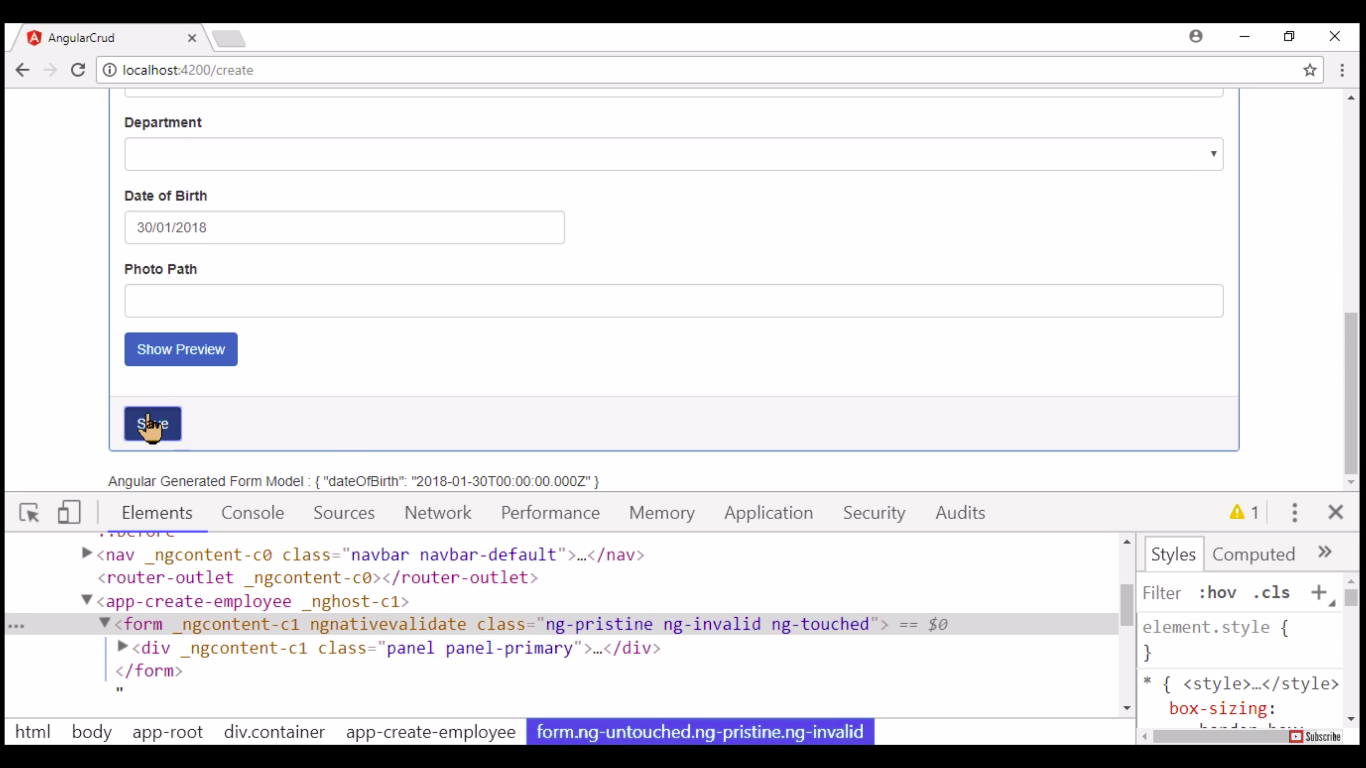 AngularCrud
localhost:4200/create
Department
Date of Birth
30/01/2018
Photo Path
Show Preview
Save
Angular Generated Form Model : { "dateOfBirth": "2018-01-30T00:00:00.000Z" }
Elements Console Sources Network Performance Memory Application Security Audits 1
::before
<nav _ngcontent-c0 class="navbar navbar-default">…</nav>
<router-outlet _ngcontent-c0></router-outlet>
<app-create-employee _nghost-c1>
<form _ngcontent-c1 ngnativevalidate class="ng-pristine ng-invalid ng-touched"> == $0
<div _ngcontent-c1 class="panel panel-primary">…</div>
</form>
"
html body app-root div.container app-create-employee form.ng-untouched.ng-pristine.ng-invalid
Styles Computed »
Filter :hov .cls +
element.style {
}
* { <style>…</style>
box-sizing:
border-box;
Subscribe